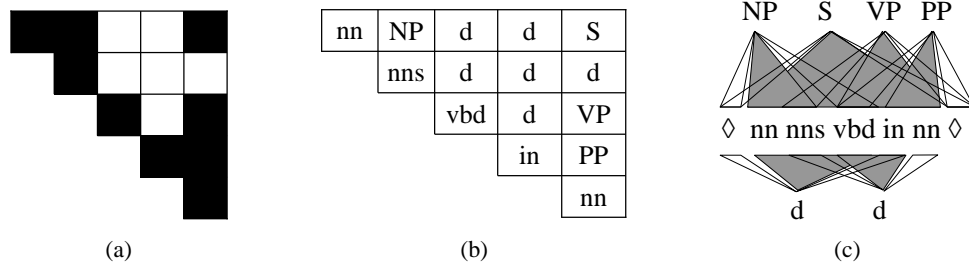 nn NP d d S
nns d d d
vbd d VP
in PP
nn
NP S VP PP
◊ nn nns vbd in nn ◊
d d
(a) (b) (c)